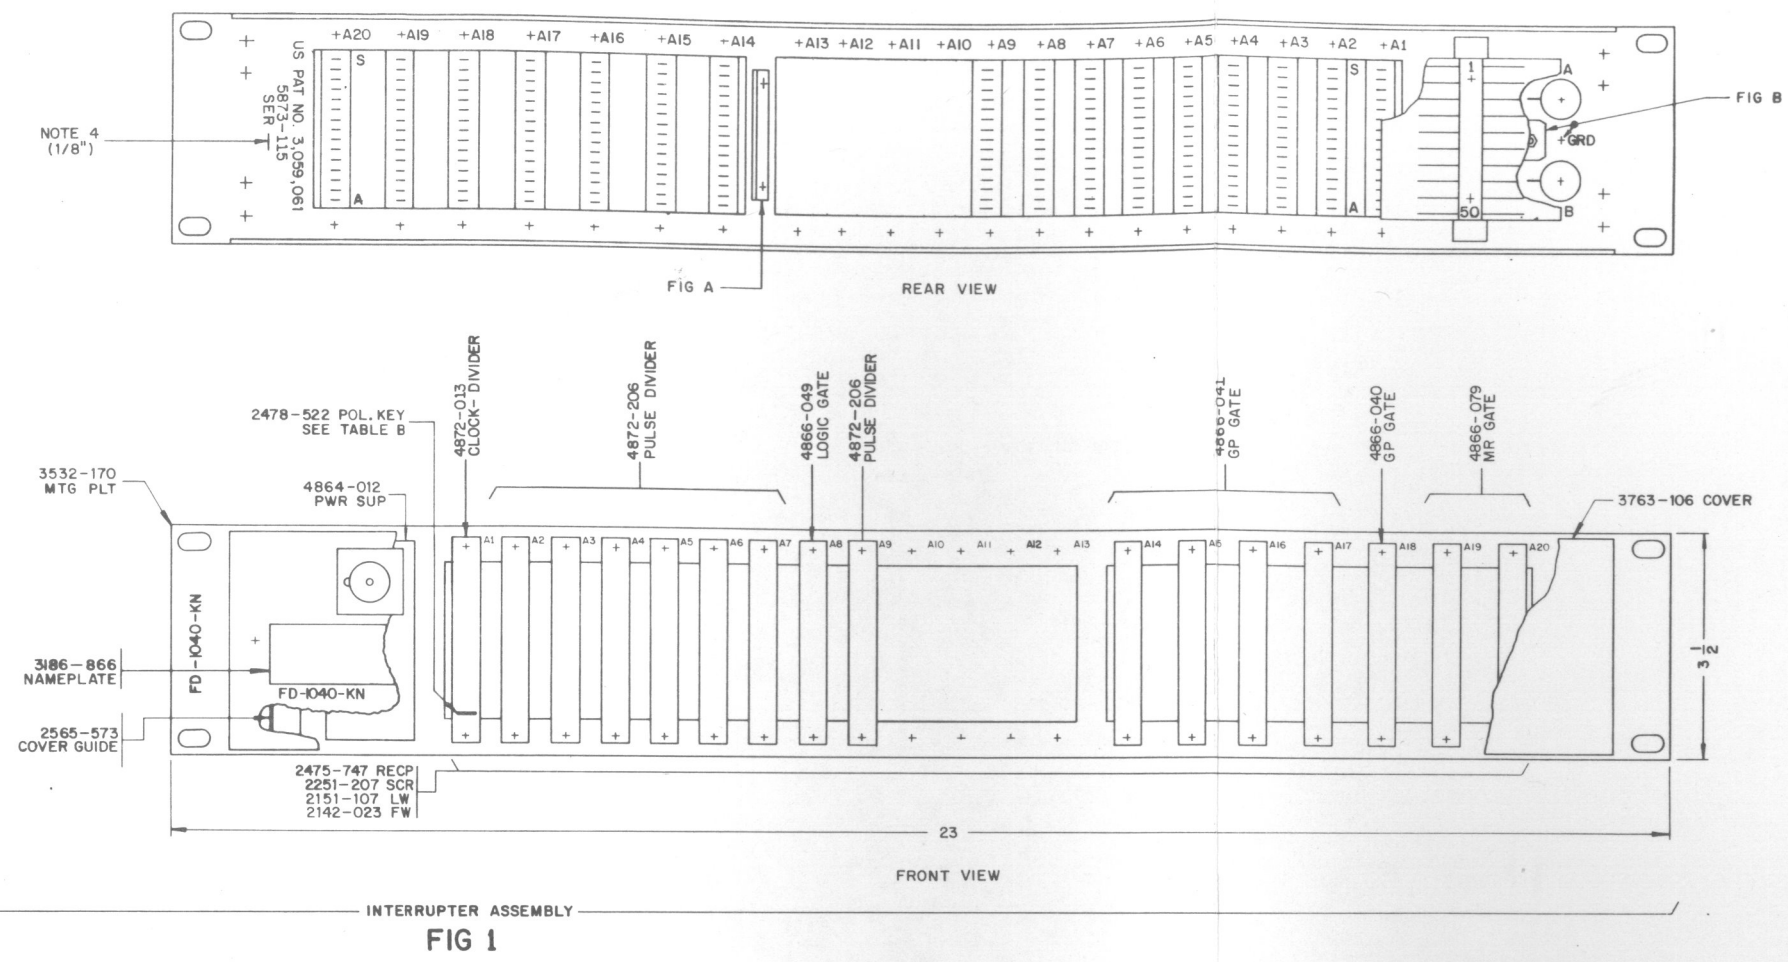 +A20 +A19 +A18 +A17 +A16 +A15 +A14 +A13 +A12 +A11 +A10 +A9 +A8 +A7 +A6 +A5 +A4 +A3 +A2 +A1
S
S
1
A
US PAT NO. 3,059,061
5873-115
SER
NOTE 4
(1/8")
FIG B
GRD
A
A
50
B
FIG A
REAR VIEW
2478-522 POL. KEY
SEE TABLE B
4872-013
CLOCK-DIVIDER
4872-206
PULSE DIVIDER
4866-049
LOGIC GATE
4872-206
PULSE DIVIDER
4866-041
GP GATE
4866-040
GP GATE
4866-079
MR GATE
3532-170
MTG PLT
4864-012
PWR SUP
3763-106 COVER
A1 A2 A3 A4 A5 A6 A7 A8 A9 A10 A11 A12 A13 A14 A6 A16 A17 A18 A19 A20
FD-1040-KN
3186-866
NAMEPLATE
FD-1040-KN
3 1/2
2565-573
COVER GUIDE
2475-747 RECP
2251-207 SCR
2151-107 LW
2142-023 FW
23
FRONT VIEW
INTERRUPTER ASSEMBLY
FIG 1